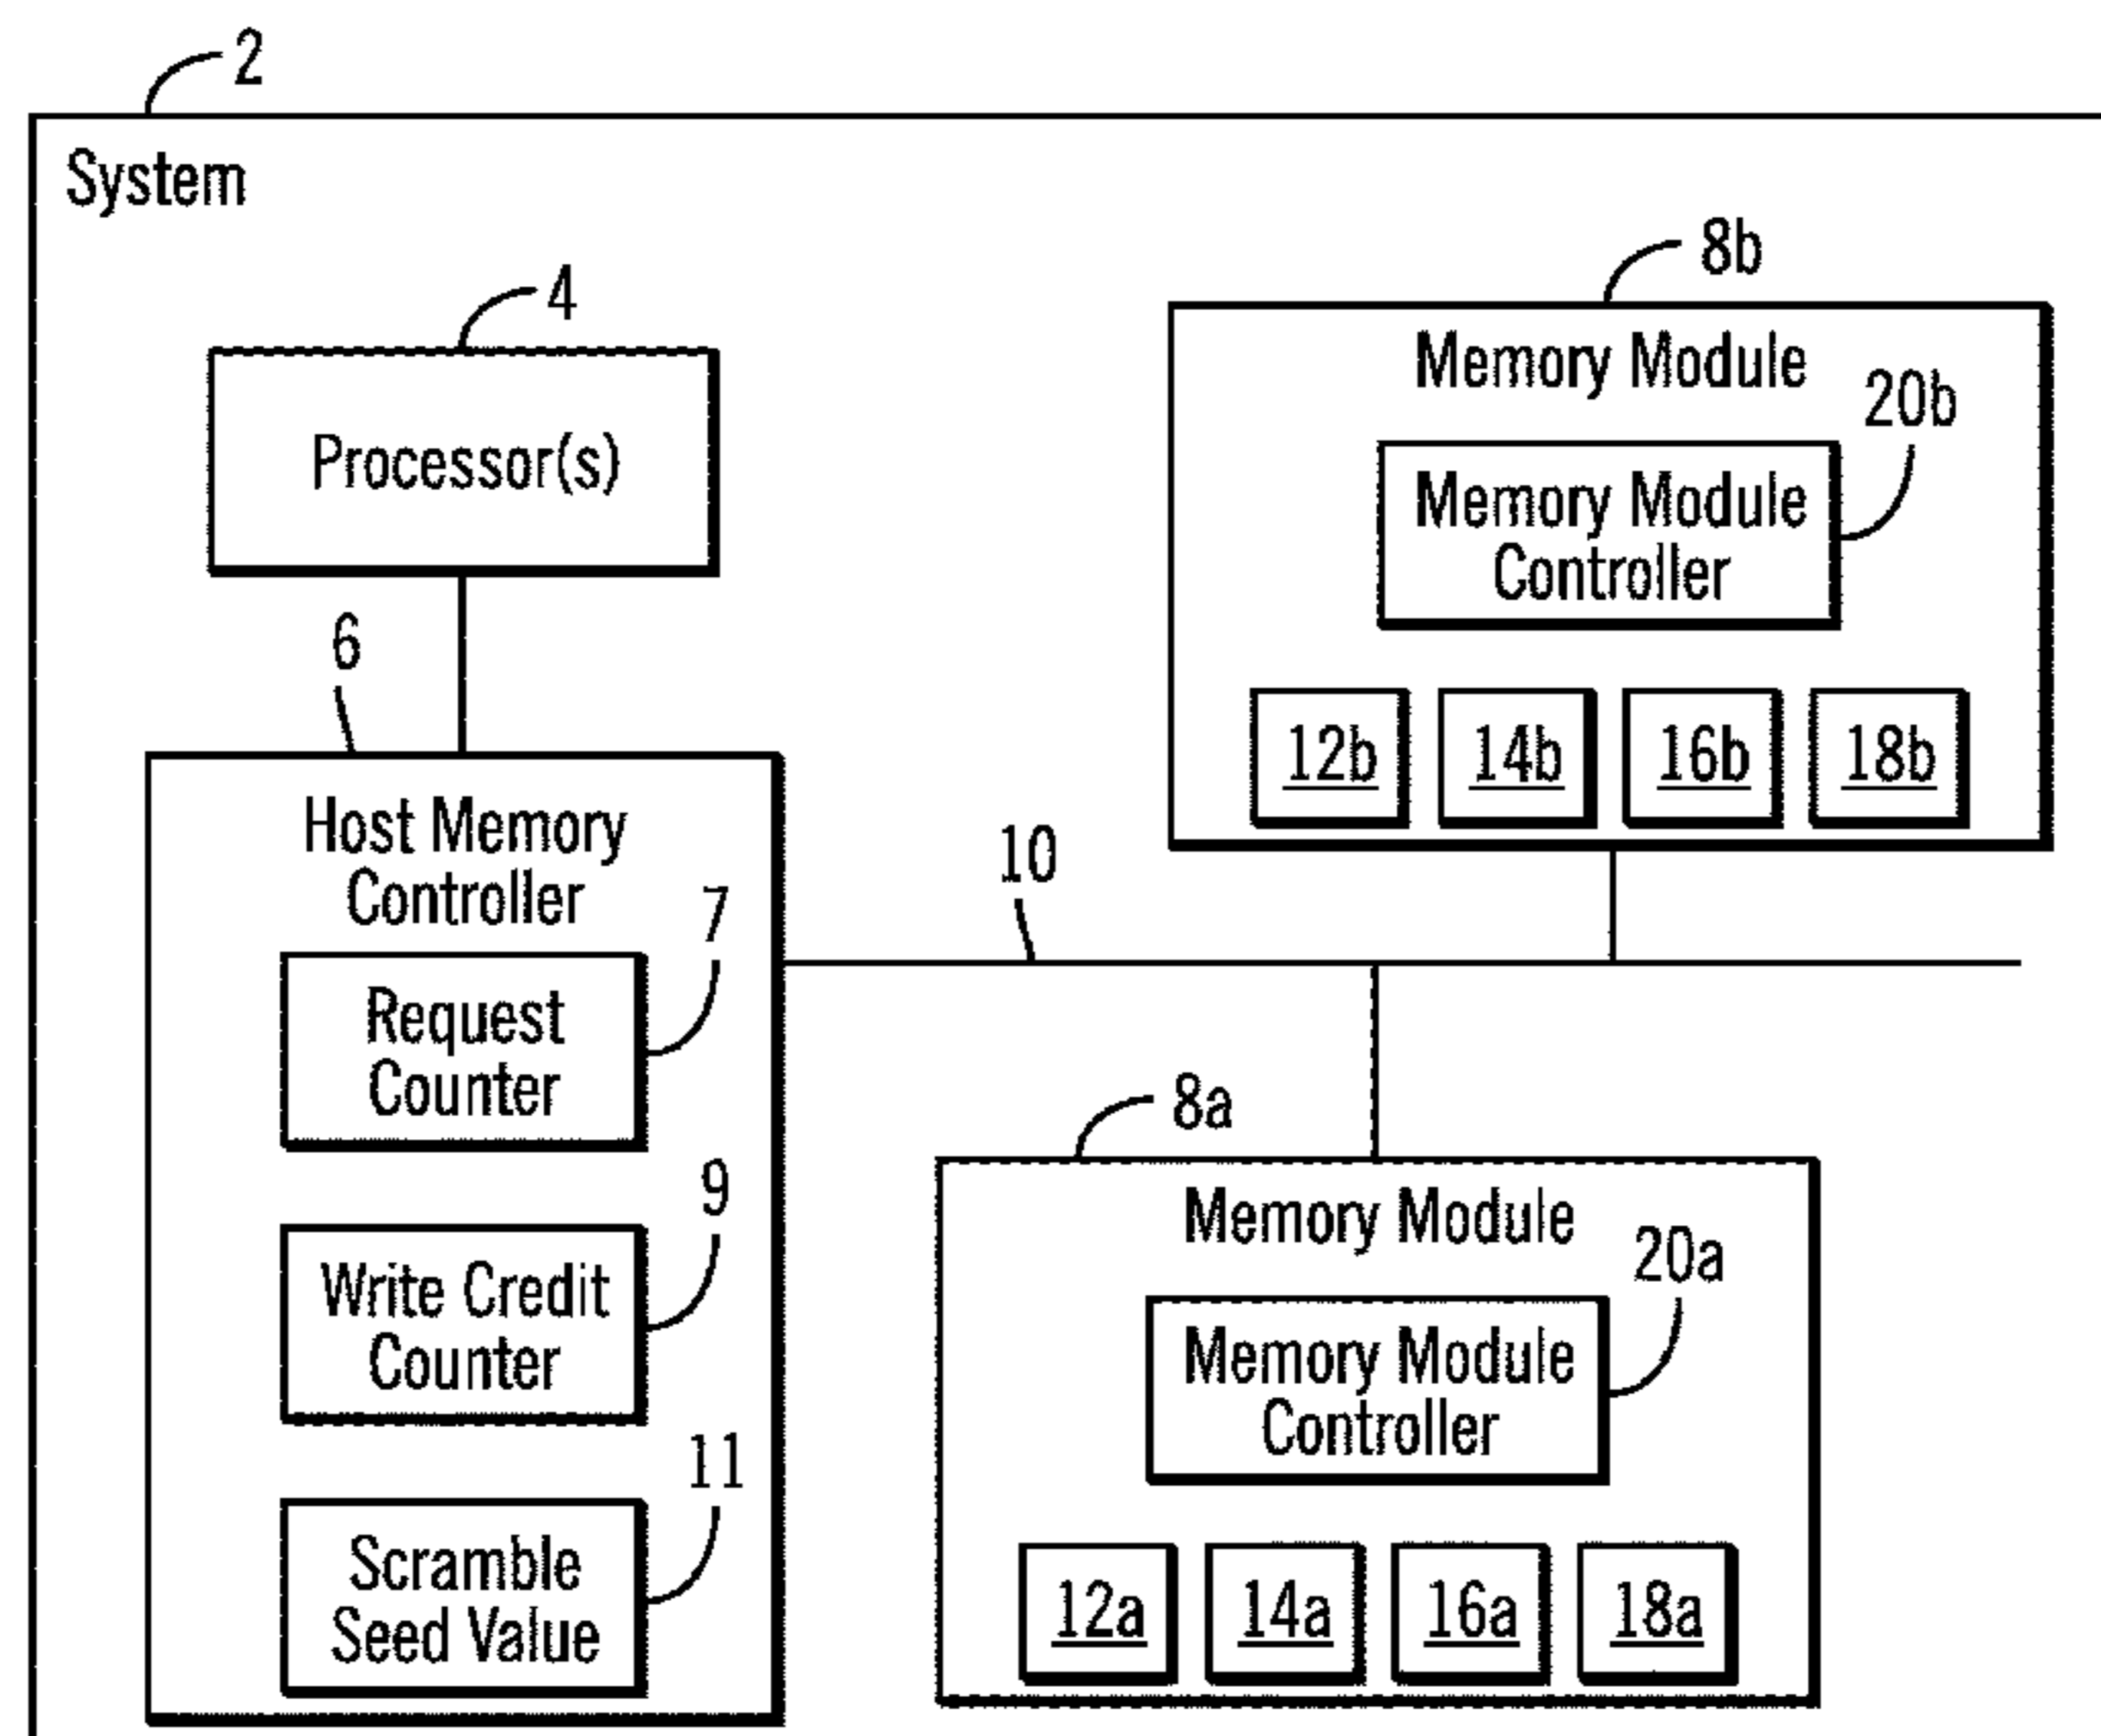 2
System
4
Processor(s)
8b
Memory Module
20b
Memory Module
Controller
12b 14b 16b 18b
6
Host Memory
Controller
7
Request
Counter
9
Write Credit
Counter
11
Scramble
Seed Value
10
8a
Memory Module
20a
Memory Module
Controller
12a 14a 16a 18a